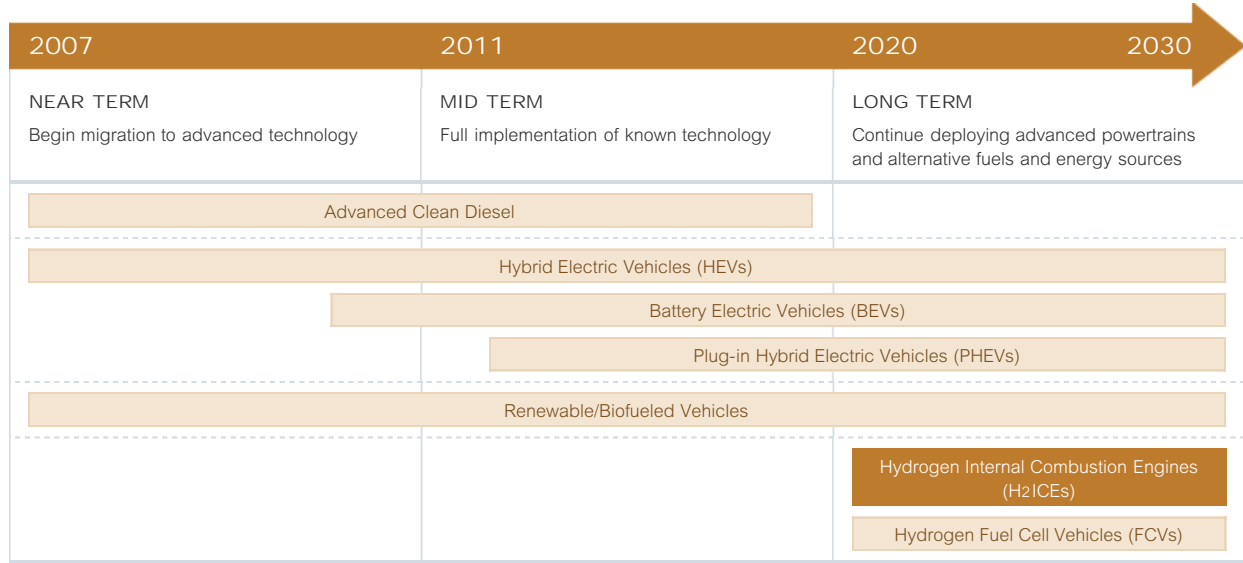 2007 2011 2020 2030
NEAR TERM
Begin migration to advanced technology
MID TERM
Full implementation of known technology
LONG TERM
Continue deploying advanced powertrains
and alternative fuels and energy sources
Advanced Clean Diesel
Hybrid Electric Vehicles (HEVs)
Battery Electric Vehicles (BEVs)
Plug-in Hybrid Electric Vehicles (PHEVs)
Renewable/Biofueled Vehicles
Hydrogen Internal Combustion Engines
(H2ICEs)
Hydrogen Fuel Cell Vehicles (FCVs)